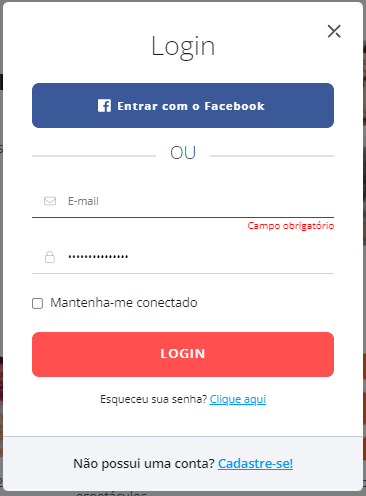 Login
Entrar com o Facebook
OU
E-mail
Campo obrigatório
•••••••••••••••
Mantenha-me conectado
LOGIN
Esqueceu sua senha? Clique aqui
Não possui uma conta? Cadastre-se!
espetáculos